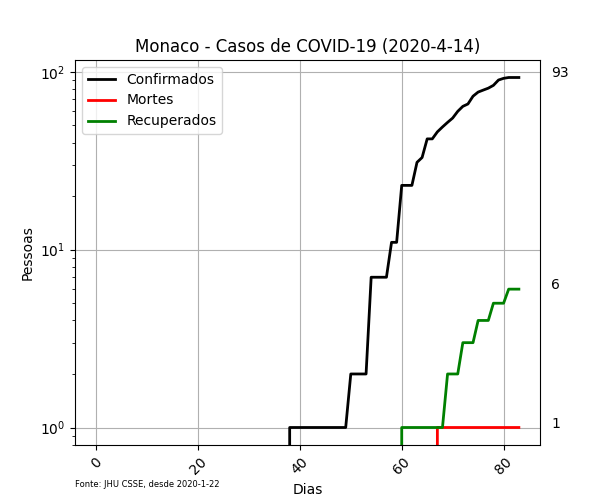 Monaco - Casos de COVID-19 (2020-4-14)
Confirmados
Mortes
Recuperados
93
6
1
10²
10¹
10⁰
Pessoas
0 20 40 60 80
Dias
Fonte: JHU CSSE, desde 2020-1-22